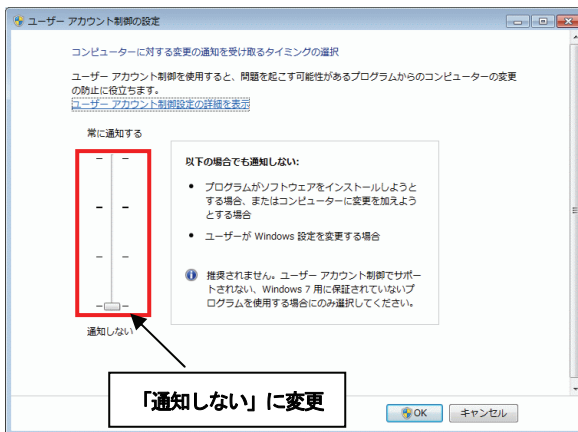 ユーザー アカウント制御の設定
コンピューターに対する変更の通知を受け取るタイミングの選択
ユーザー アカウント制御を使用すると、問題を起こす可能性があるプログラムからのコンピューターの変更
の防止に役立ちます。
ユーザー アカウント制御設定の詳細を表示
常に通知する
以下の場合でも通知しない:
• プログラムがソフトウェアをインストールしようと
する場合、またはコンピューターに変更を加えよう
とする場合
• ユーザーが Windows 設定を変更する場合
推奨されません。ユーザー アカウント制御でサポー
トされない、Windows 7 用に保証されていないプ
ログラムを使用する場合にのみ選択してください。
通知しない
「通知しない」に変更
OK
キャンセル